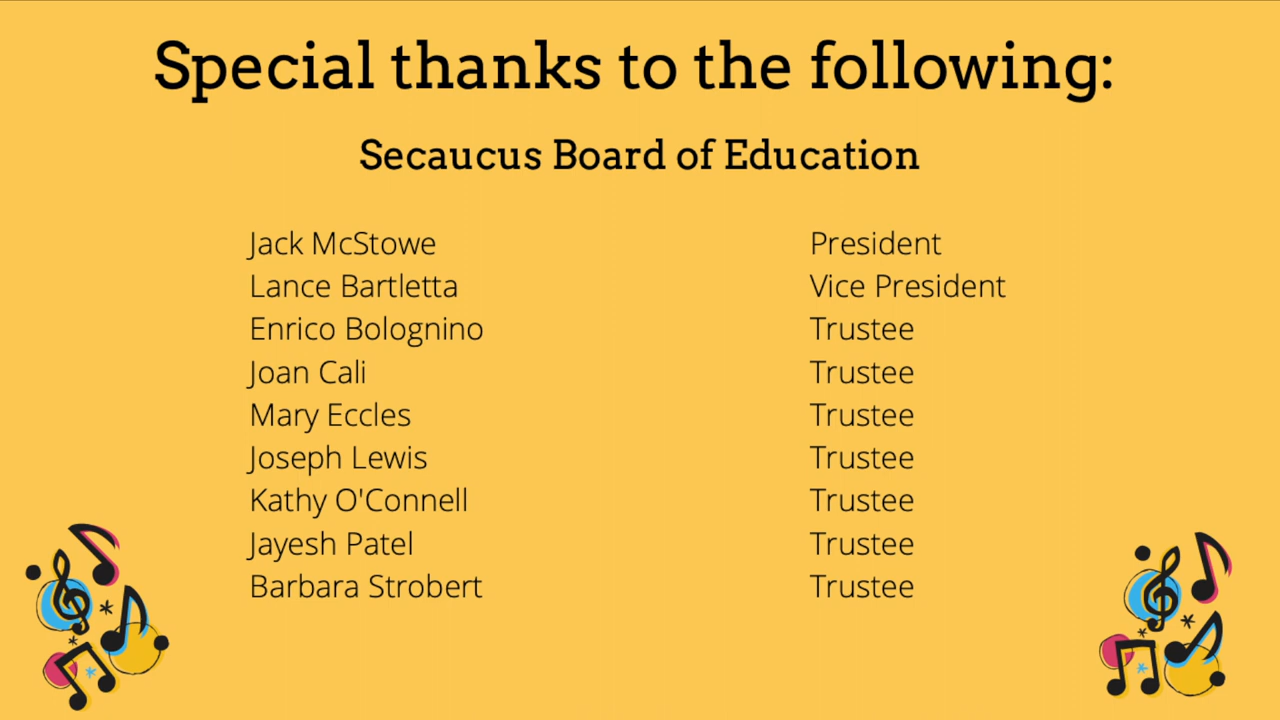 Special thanks to the following:
Secaucus Board of Education
Jack McStowe President
Lance Bartletta Vice President
Enrico Bolognino Trustee
Joan Cali Trustee
Mary Eccles Trustee
Joseph Lewis Trustee
Kathy O'Connell Trustee
Jayesh Patel Trustee
Barbara Strobert Trustee